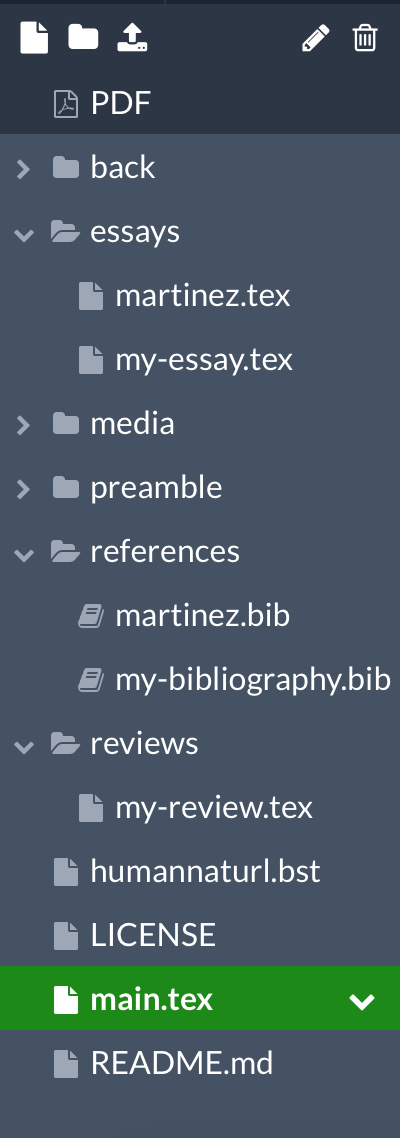 PDF
back
essays
martinez.tex
my-essay.tex
media
preamble
references
martinez.bib
my-bibliography.bib
reviews
my-review.tex
humannaturl.bst
LICENSE
main.tex
README.md